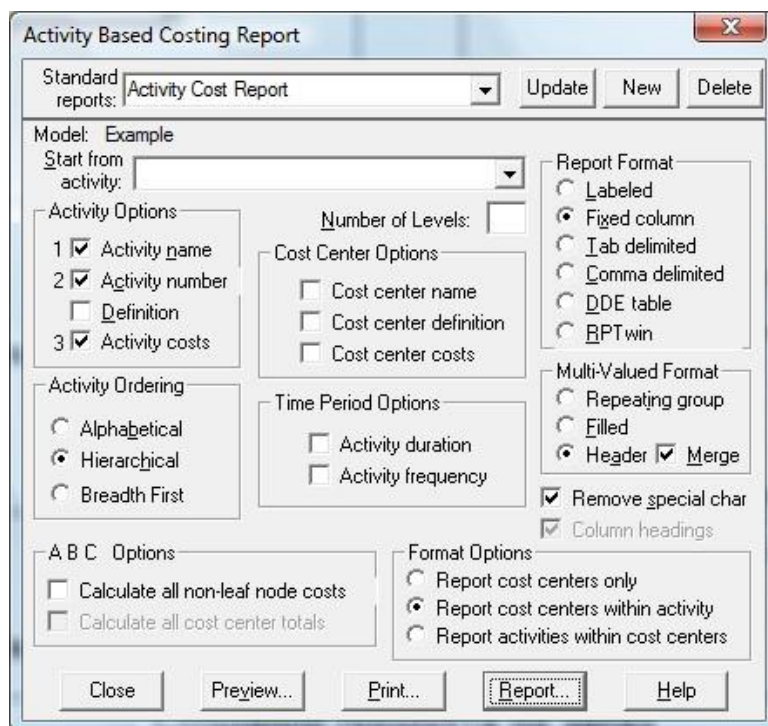 Activity Based Costing Report
Standard reports: Activity Cost Report Update New Delete
Model: Example
Start from activity:
Number of Levels:
Activity Options
1 Activity name
2 Activity number
Definition
3 Activity costs
Cost Center Options
Cost center name
Cost center definition
Cost center costs
Report Format
Labeled
Fixed column
Tab delimited
Comma delimited
DDE table
RPTwin
Activity Ordering
Alphabetical
Hierarchical
Breadth First
Time Period Options
Activity duration
Activity frequency
Multi-Valued Format
Repeating group
Filled
Header Merge
Remove special char
Column headings
A B C Options
Calculate all non-leaf node costs
Calculate all cost center totals
Format Options
Report cost centers only
Report cost centers within activity
Report activities within cost centers
Close Preview... Print... Report... Help